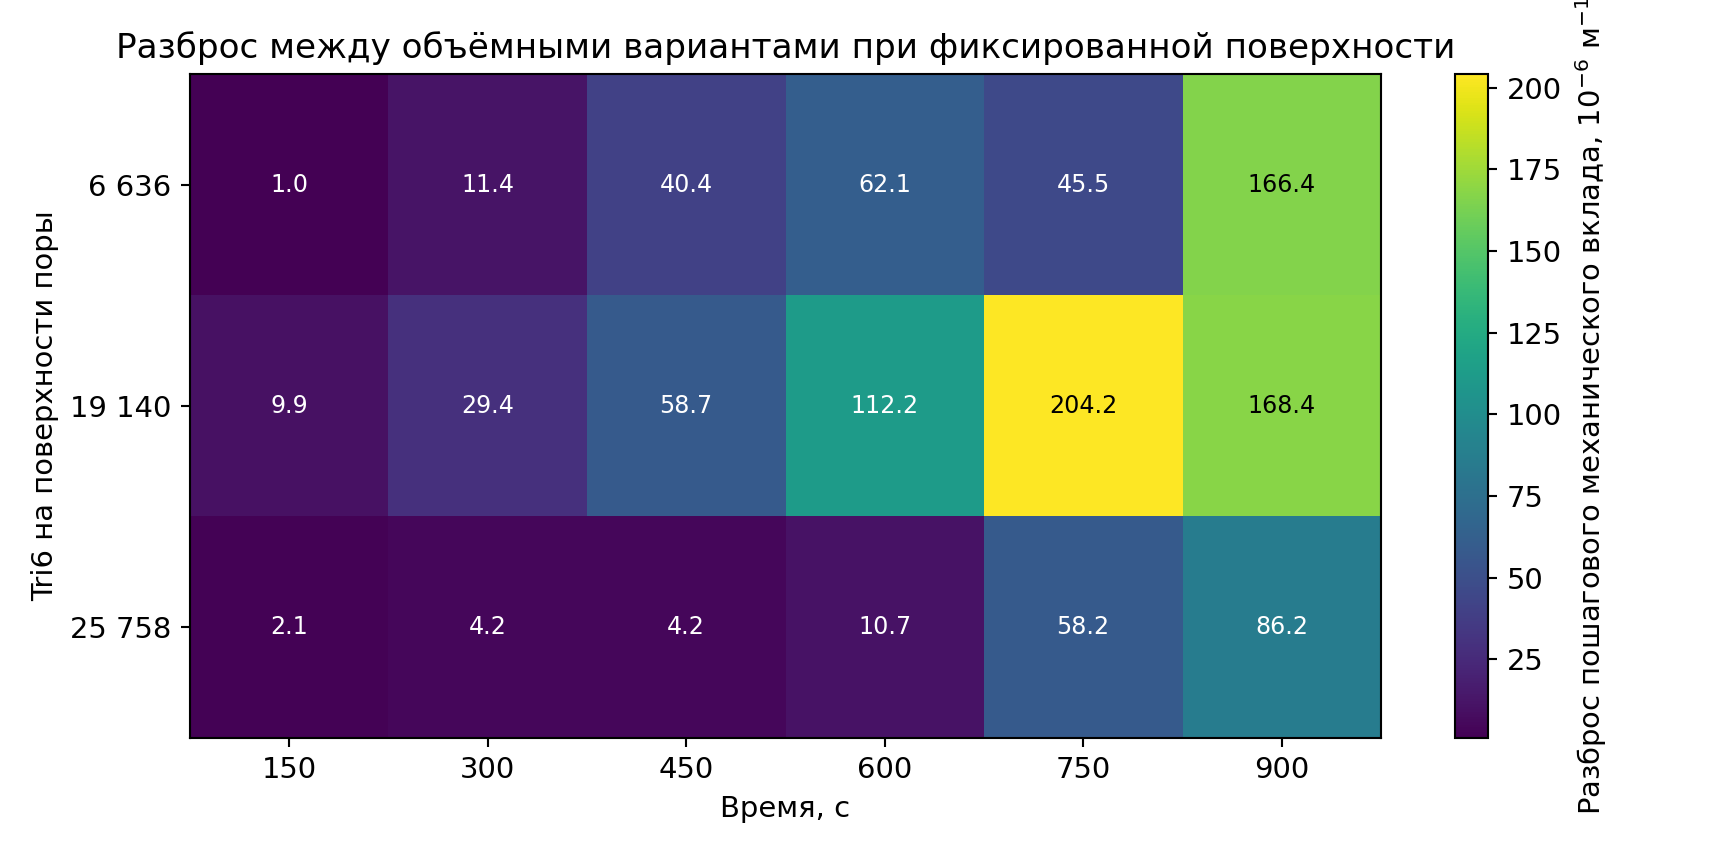 Разброс между объёмными вариантами при фиксированной поверхности
Tri6 на поверхности поры
6 636
1.0 11.4 40.4 62.1 45.5 166.4
19 140
9.9 29.4 58.7 112.2 204.2 168.4
25 758
2.1 4.2 4.2 10.7 58.2 86.2
150 300 450 600 750 900
Время, с
200
175
150
125
100
75
50
25
Разброс пошагового механического вклада, 10⁻⁶ м⁻¹